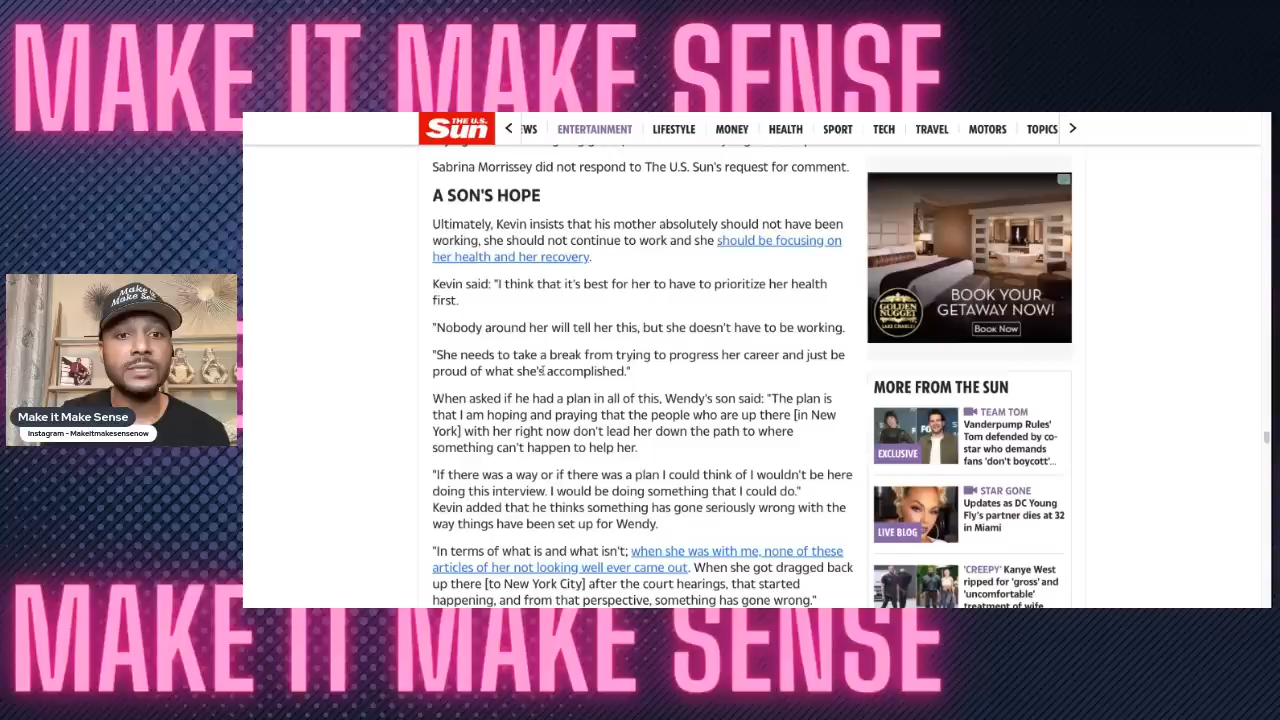 MAKE IT MAKE SENSE
THE U.S.
Sun
EWS
ENTERTAINMENT
LIFESTYLE
MONEY
HEALTH
SPORT
TECH
TRAVEL
MOTORS
TOPICS
Sabrina Morrissey did not respond to The U.S. Sun's request for comment.
A SON'S HOPE
Ultimately, Kevin insists that his mother absolutely should not have been
working, she should not continue to work and she should be focusing on
her health and her recovery.
Kevin said: "I think that it's best for her to have to prioritize her health
first.
"Nobody around her will tell her this, but she doesn't have to be working.
"She needs to take a break from trying to progress her career and just be
proud of what she's accomplished."
When asked if he had a plan in all of this, Wendy's son said: "The plan is
that I am hoping and praying that the people who are up there [in New
York] with her right now don't lead her down the path to where
something can't happen to help her.
"If there was a way or if there was a plan I could think of I wouldn't be here
doing this interview. I would be doing something that I could do."
Kevin added that he thinks something has gone seriously wrong with the
way things have been set up for Wendy.
"In terms of what is and what isn't; when she was with me, none of these
articles of her not looking well ever came out. When she got dragged back
up there [to New York City] after the court hearings, that started
happening, and from that perspective, something has gone wrong."
BOOK YOUR
GETAWAY NOW!
Book Now
GOLDEN
NUGGET
LAKE CHARLES
MORE FROM THE SUN
TEAM TOM
Vanderpump Rules'
Tom defended by co-
star who demands
fans 'don't boycott'...
EXCLUSIVE
STAR GONE
Updates as DC Young
Fly's partner dies at 32
in Miami
LIVE BLOG
'CREEPY' Kanye West
ripped for 'gross' and
'uncomfortable'
treatment of wife
Make it
Make Sense
Make it Make Sense
Instagram - Makeitmakesensenow
MAKE IT MAKE SENSE